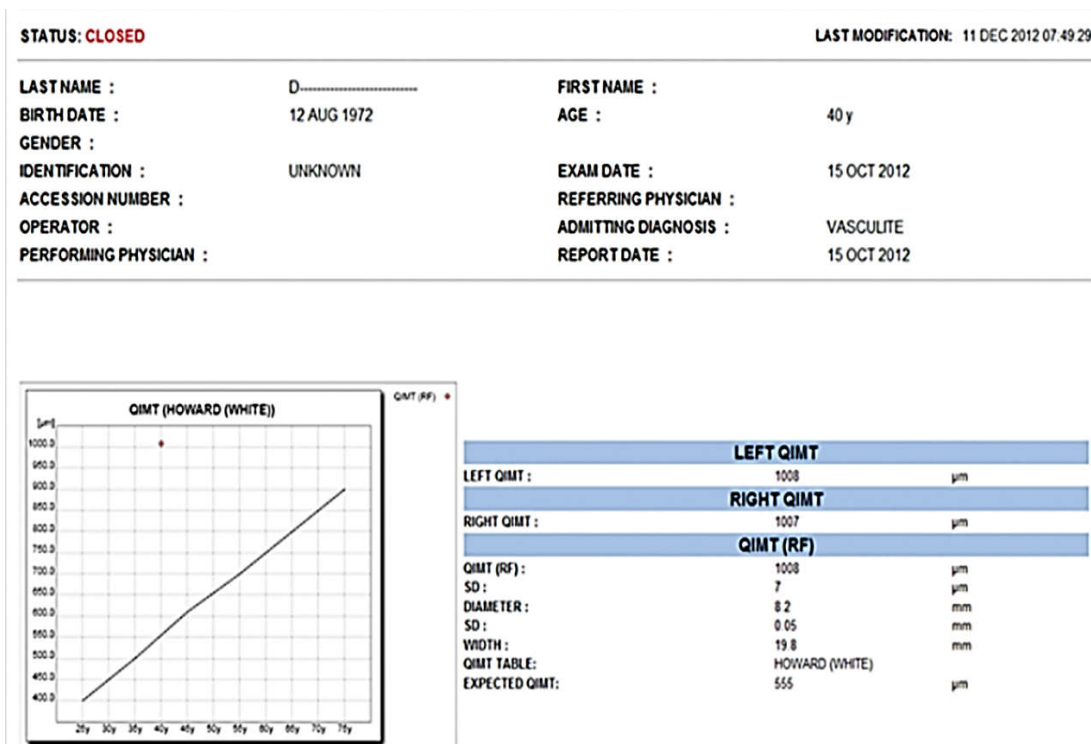 STATUS: CLOSED LAST MODIFICATION: 11 DEC 2012 07:49:29
LAST NAME : D-------------------------- FIRST NAME :
BIRTH DATE : 12 AUG 1972 AGE : 40 y
GENDER :
IDENTIFICATION : UNKNOWN EXAM DATE : 15 OCT 2012
ACCESSION NUMBER : REFERRING PHYSICIAN :
OPERATOR : ADMITTING DIAGNOSIS : VASCULITE
PERFORMING PHYSICIAN : REPORT DATE : 15 OCT 2012
QIMT (HOWARD (WHITE))
QIMT (RF)
[µm]
1000.0
950.0
900.0
850.0
800.0
750.0
700.0
650.0
600.0
550.0
500.0
450.0
400.0
25y 30y 35y 40y 45y 50y 55y 60y 65y 70y 75y
LEFT QIMT
LEFT QIMT : 1008 µm
RIGHT QIMT
RIGHT QIMT : 1007 µm
QIMT (RF)
QIMT (RF) : 1008 µm
SD : 7 µm
DIAMETER : 8.2 mm
SD : 0.05 mm
WIDTH : 19.8 mm
QIMT TABLE: HOWARD (WHITE)
EXPECTED QIMT: 555 µm